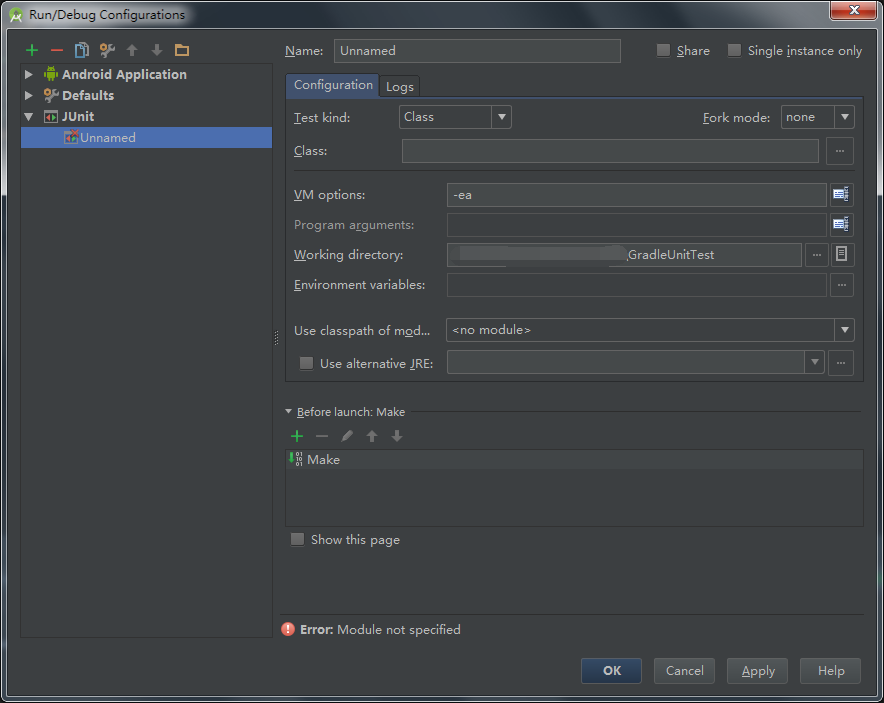 Run/Debug Configurations
Name: Unnamed Share Single instance only
Android Application
Defaults
JUnit
Unnamed
Configuration Logs
Test kind: Class Fork mode: none
Class:
VM options: -ea
Program arguments:
Working directory: \GradleUnitTest
Environment variables:
Use classpath of mod... <no module>
Use alternative JRE:
Before launch: Make
Make
Show this page
Error: Module not specified
OK Cancel Apply Help